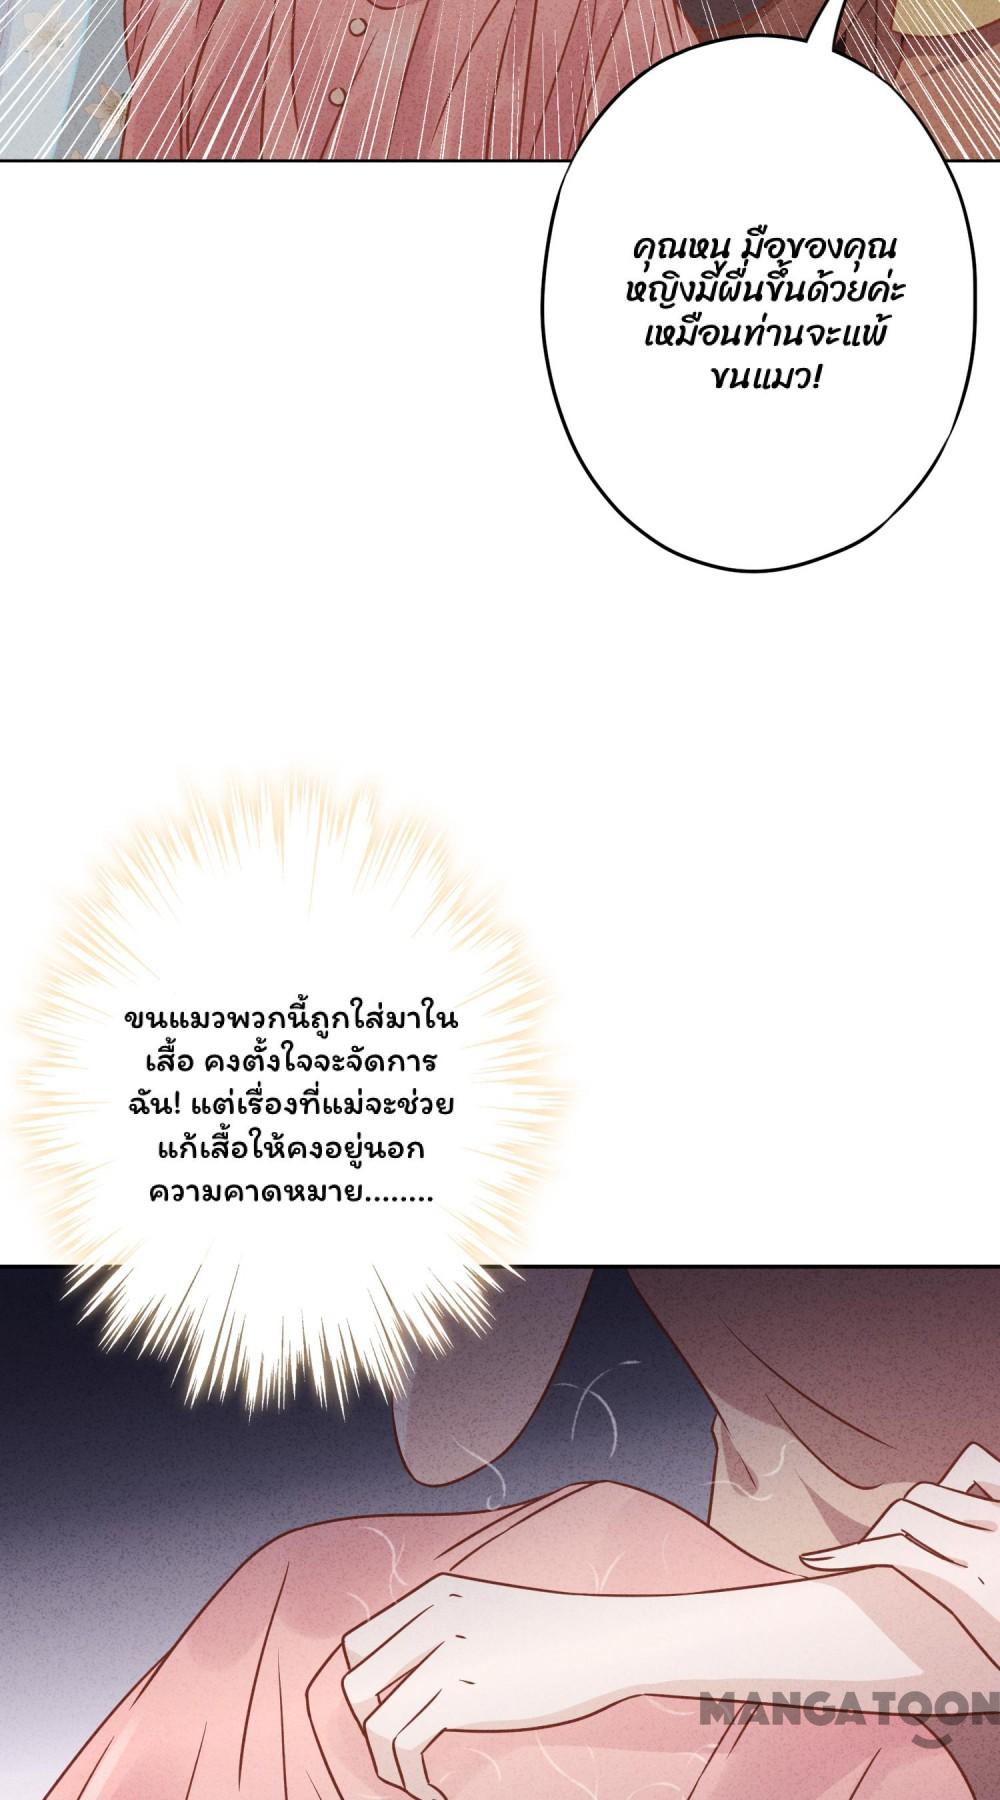 คุณหนู มือของคุณ
หญิงมีผื่นขึ้นด้วยค่ะ
เหมือนท่านจะแพ้
ขนแมว!
ขนแมวพวกนี้ถูกใส่มาใน
เสื้อ คงตั้งใจจะจัดการ
ฉัน! แต่เรื่องที่แม่จะช่วย
แก้เสื้อให้คงอยู่นอก
ความคาดหมาย........
MANGATOON